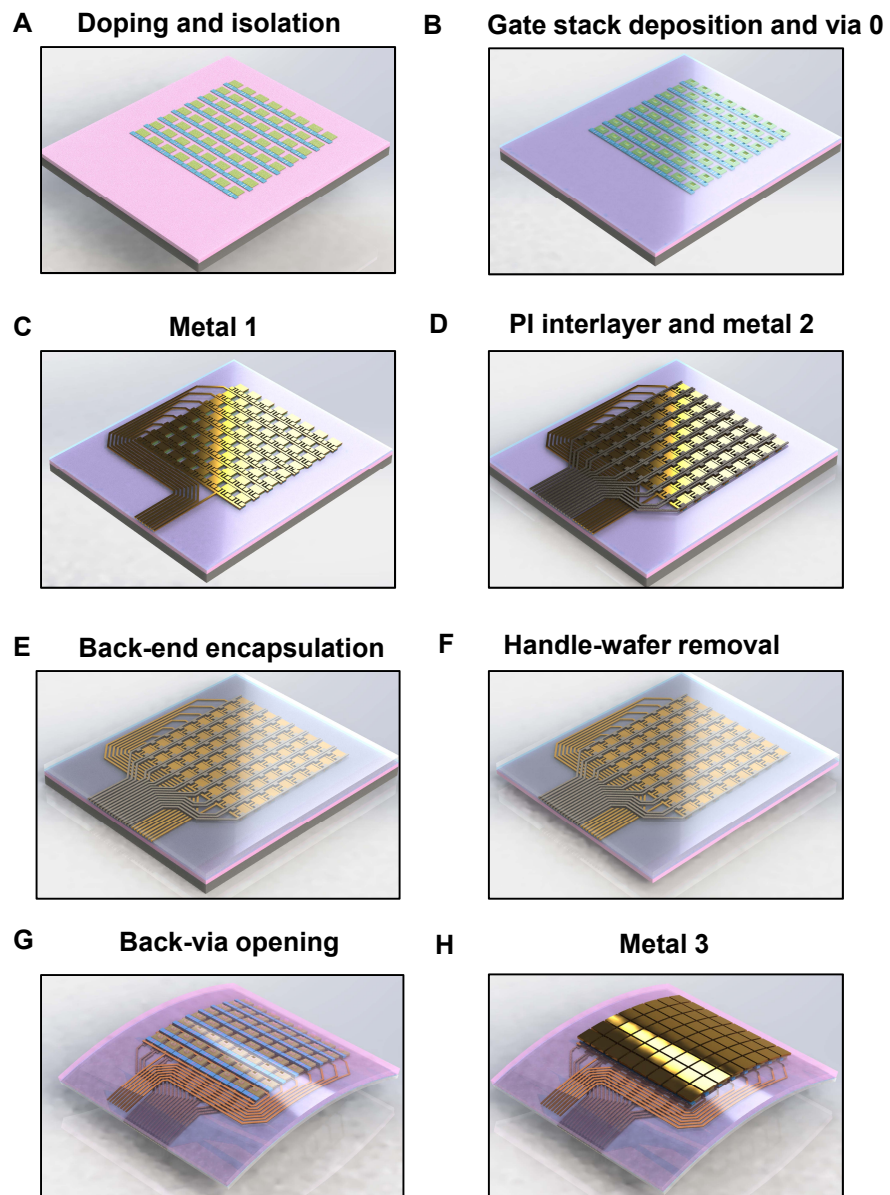 A Doping and isolation
B Gate stack deposition and via 0
C Metal 1
D PI interlayer and metal 2
E Back-end encapsulation
F Handle-wafer removal
G Back-via opening
H Metal 3